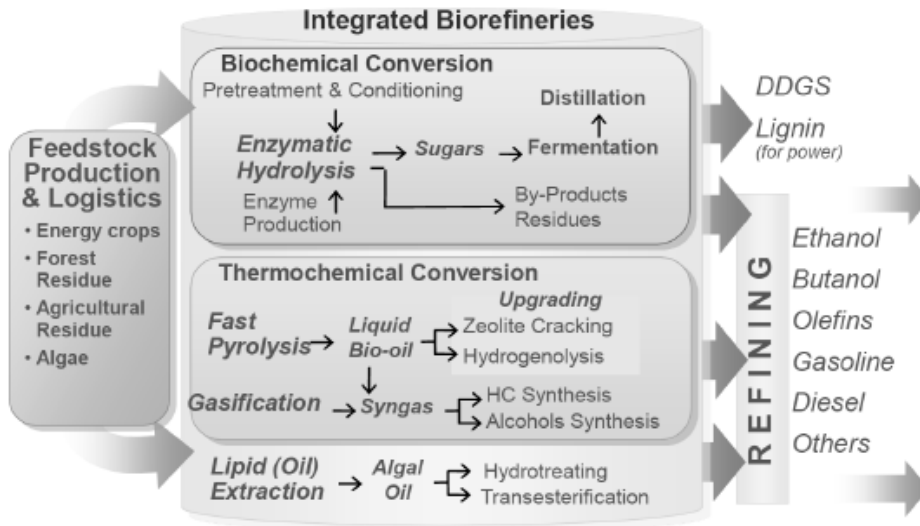 Integrated Biorefineries
Feedstock
Production
& Logistics
• Energy crops
• Forest
Residue
• Agricultural
Residue
• Algae
Biochemical Conversion
Pretreatment & Conditioning
Enzymatic
Hydrolysis
Enzyme
Production
Sugars
Distillation
Fermentation
By-Products
Residues
Thermochemical Conversion
Fast
Pyrolysis
Liquid
Bio-oil
Upgrading
Zeolite Cracking
Hydrogenolysis
Gasification
Syngas
HC Synthesis
Alcohols Synthesis
Lipid (Oil)
Extraction
Algal
Oil
Hydrotreating
Transesterification
DDGS
Lignin
(for power)
REFINING
Ethanol
Butanol
Olefins
Gasoline
Diesel
Others